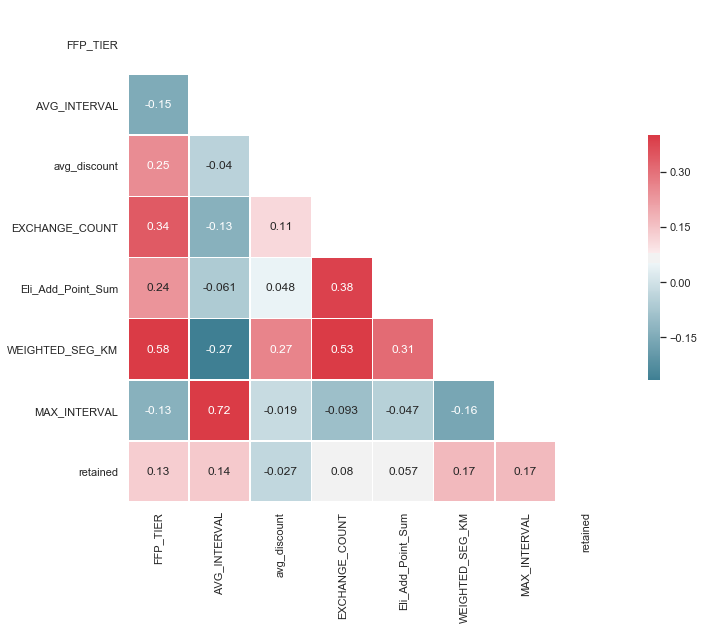 FFP_TIER
AVG_INTERVAL -0.15
avg_discount 0.25 -0.04
EXCHANGE_COUNT 0.34 -0.13 0.11
Eli_Add_Point_Sum 0.24 -0.061 0.048 0.38
WEIGHTED_SEG_KM 0.58 -0.27 0.27 0.53 0.31
MAX_INTERVAL -0.13 0.72 -0.019 -0.093 -0.047 -0.16
retained 0.13 0.14 -0.027 0.08 0.057 0.17 0.17
FFP_TIER
AVG_INTERVAL
avg_discount
EXCHANGE_COUNT
Eli_Add_Point_Sum
WEIGHTED_SEG_KM
MAX_INTERVAL
retained
0.30
0.15
0.00
−0.15